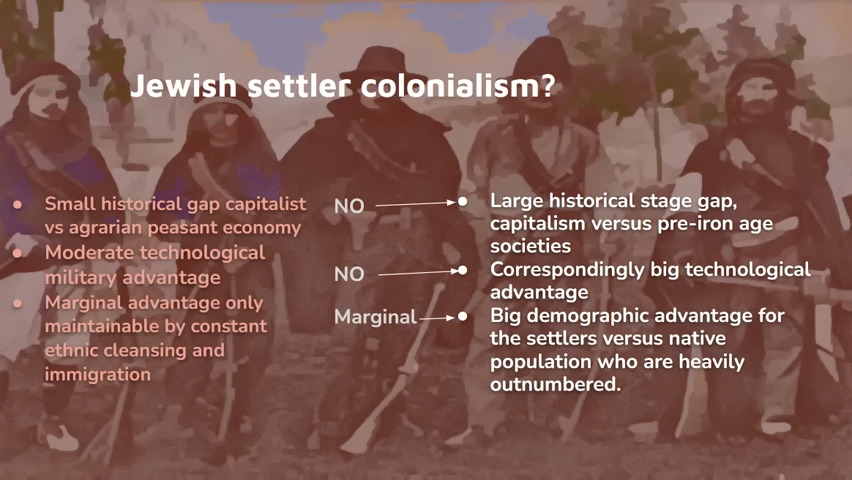 Jewish settler colonialism?
Small historical gap capitalist
vs agrarian peasant economy
Moderate technological
military advantage
Marginal advantage only
maintainable by constant
ethnic cleansing and
immigration
NO
NO
Marginal
Large historical stage gap,
capitalism versus pre-iron age
societies
Correspondingly big technological
advantage
Big demographic advantage for
the settlers versus native
population who are heavily
outnumbered.